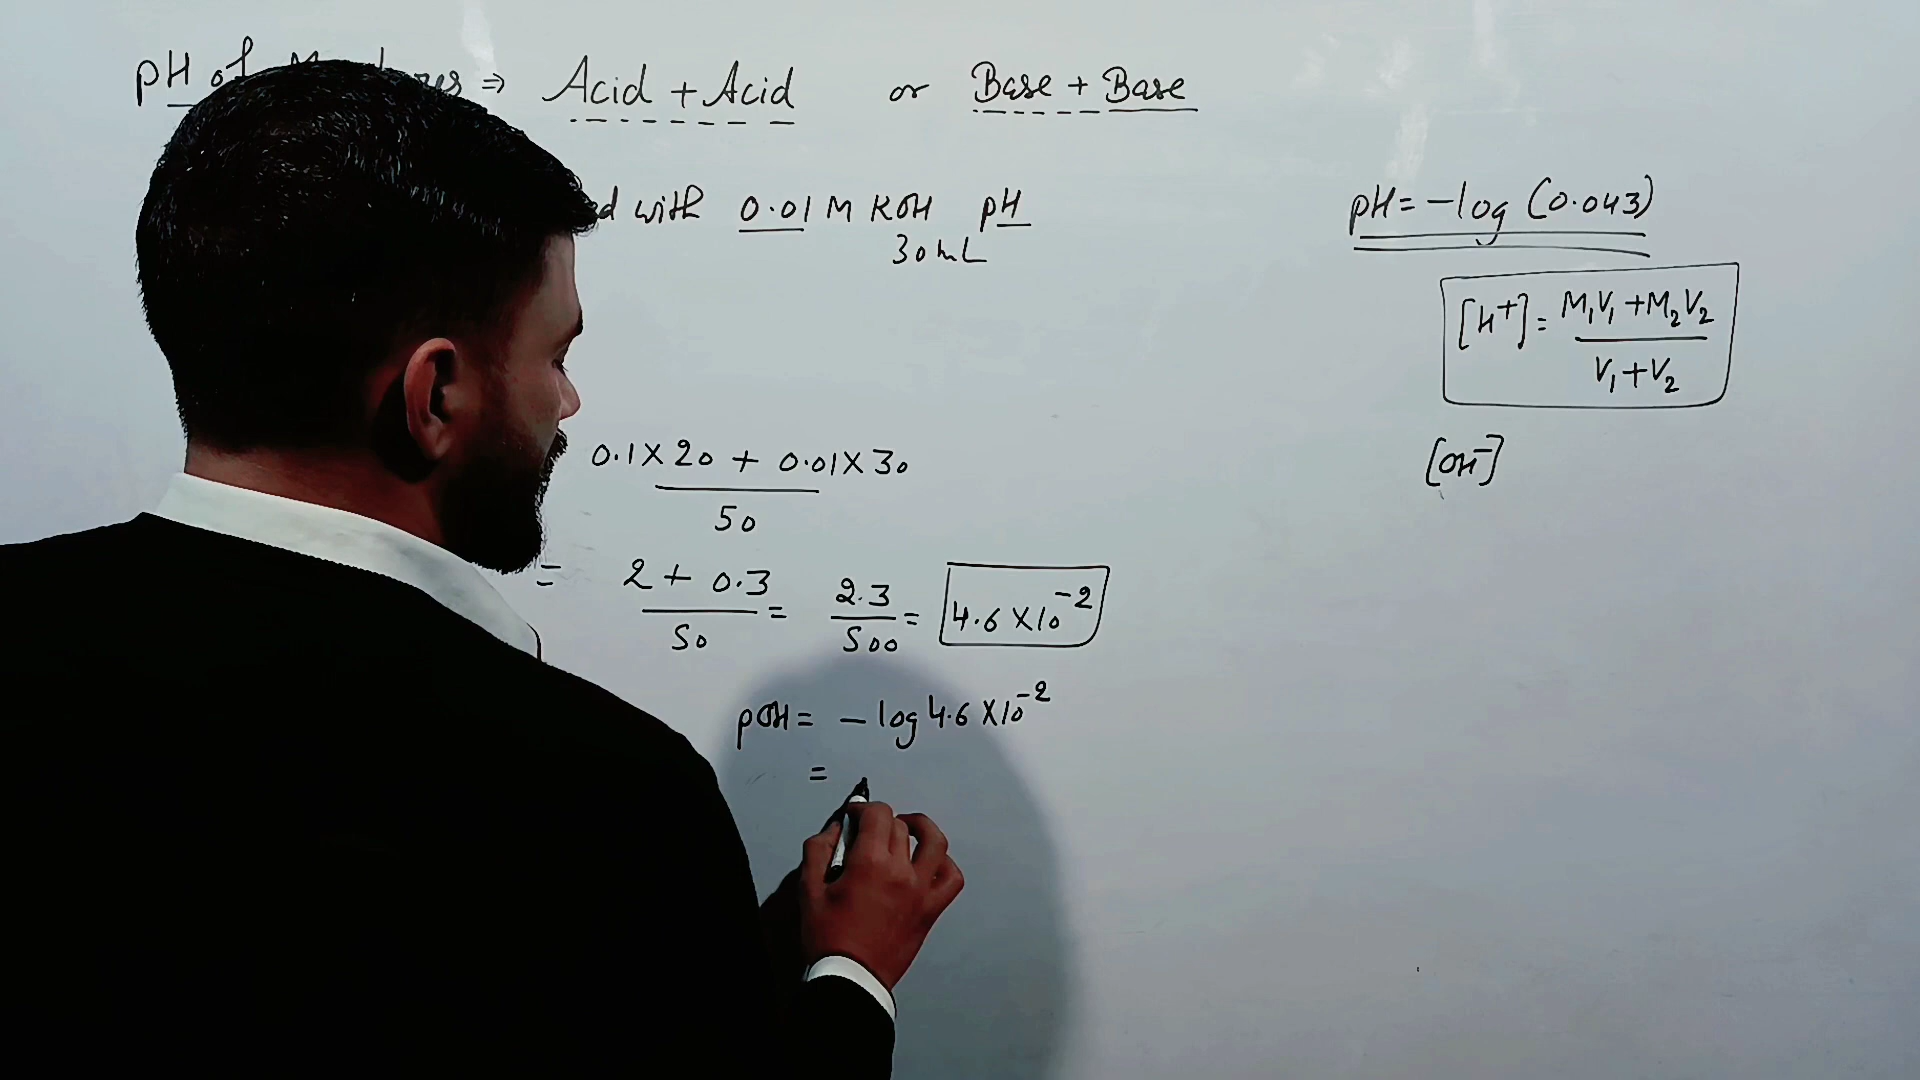 pH of ⇒ Acid + Acid or Base + Base
with 0.01 M KOH pH
30 mL
pH = -log (0.043)
[H⁺] = M₁V₁ + M₂V₂ / V₁ + V₂
[OH⁻]
0.1 X 20 + 0.01 X 30
50
= 2 + 0.3 / 50 = 2.3 / 500 = 4.6 X 10⁻²
pOH = - log 4.6 X 10⁻²
=